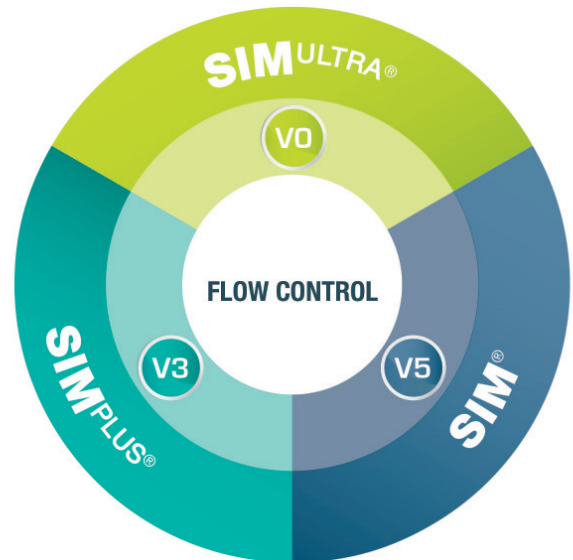 SIMULTRA®
V0
FLOW CONTROL
V3
V5
SIMPLUS®
SIM®